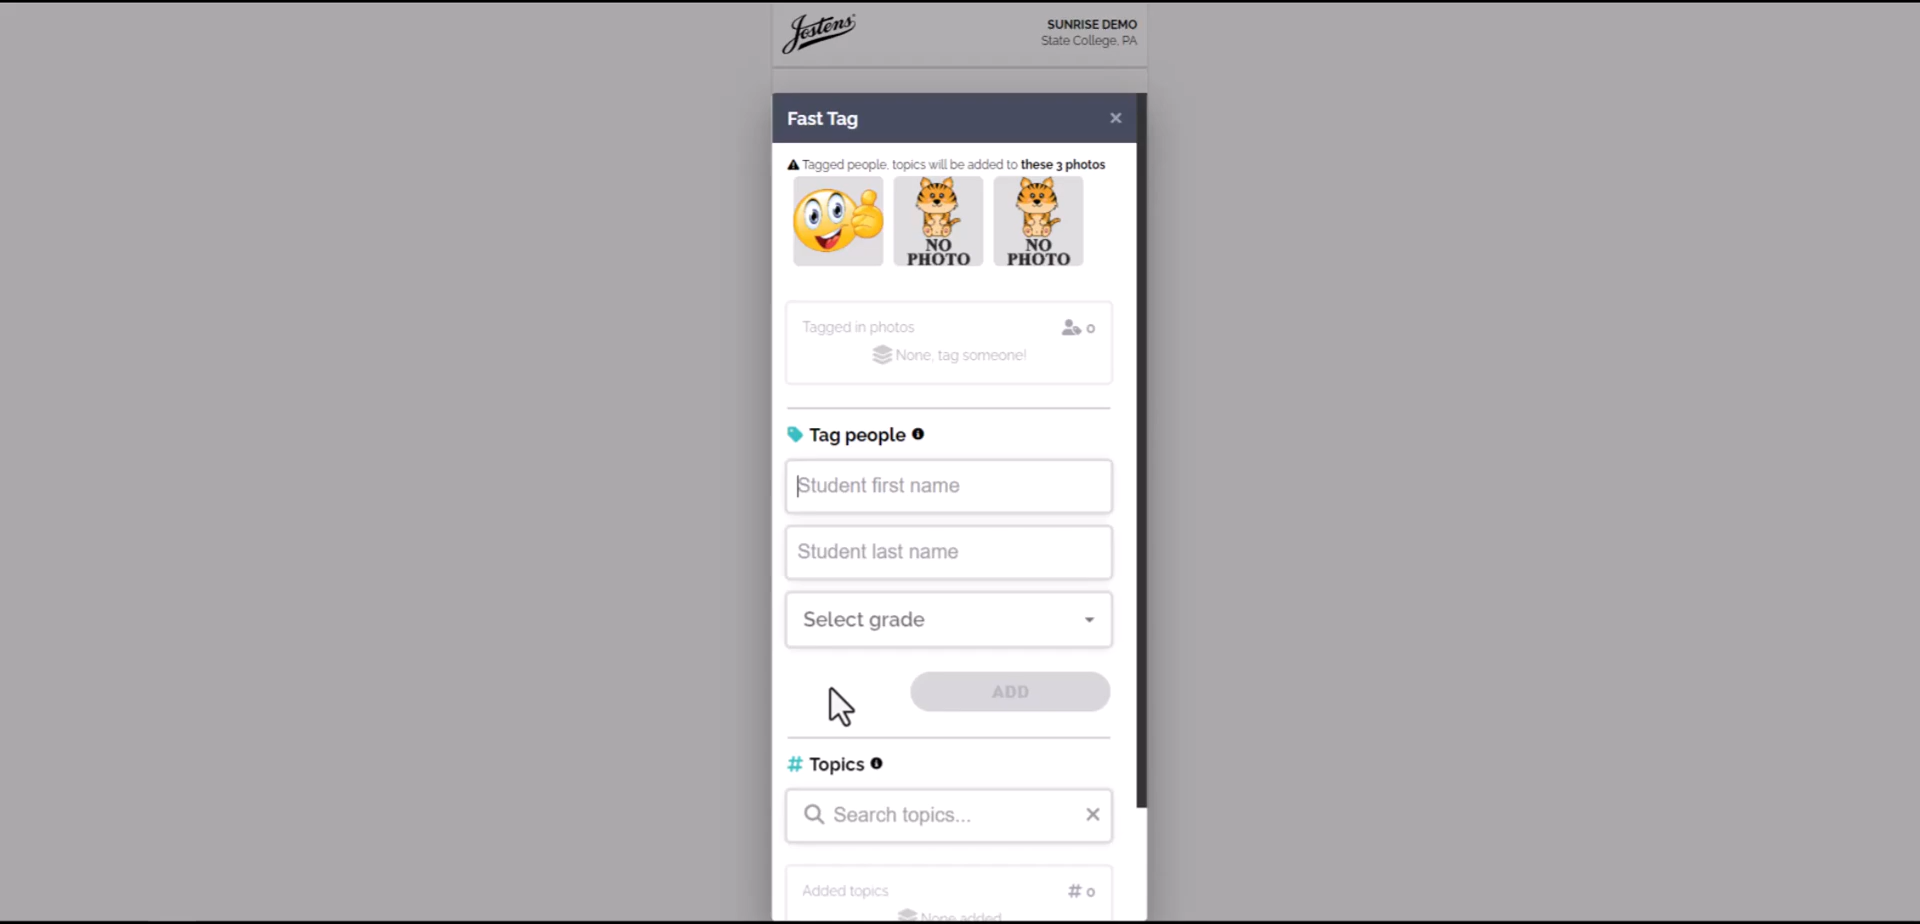 Jostens
SUNRISE DEMO
State College, PA
Fast Tag
Tagged people, topics will be added to these 3 photos
NO
PHOTO
NO
PHOTO
Tagged in photos
0
None, tag someone!
Tag people
Student first name
Student last name
Select grade
ADD
# Topics
Search topics...
Added topics
# 0
None added